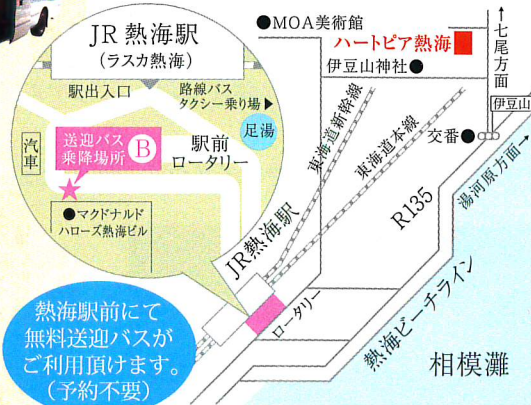 JR熱海駅
(ラスカ熱海)
駅出入口
路線バス
タクシー乗り場▶
足湯
汽車
送迎バス
乗降場所
B
駅前
ロータリー
●マクドナルド
ハローズ熱海ビル
熱海駅前にて
無料送迎バスが
ご利用頂けます。
(予約不要)
●MOA美術館
ハートピア熱海
伊豆山神社●
七尾方面
伊豆山
交番●
湯河原方面
東海道新幹線
東海道本線
JR熱海駅
R135
ロータリー
熱海ビーチライン
相模灘